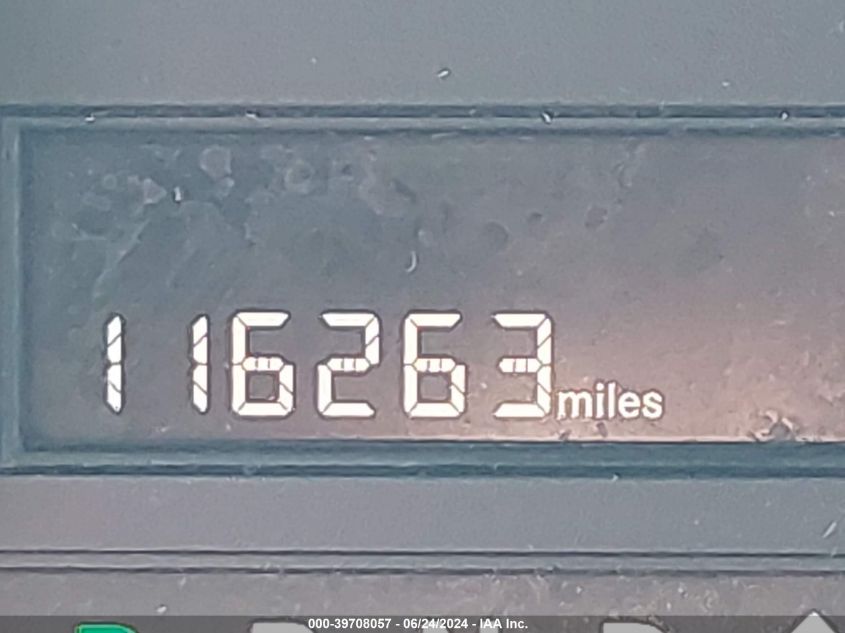 116263 miles
000-39708057 - 06/24/2024 - IAA Inc.